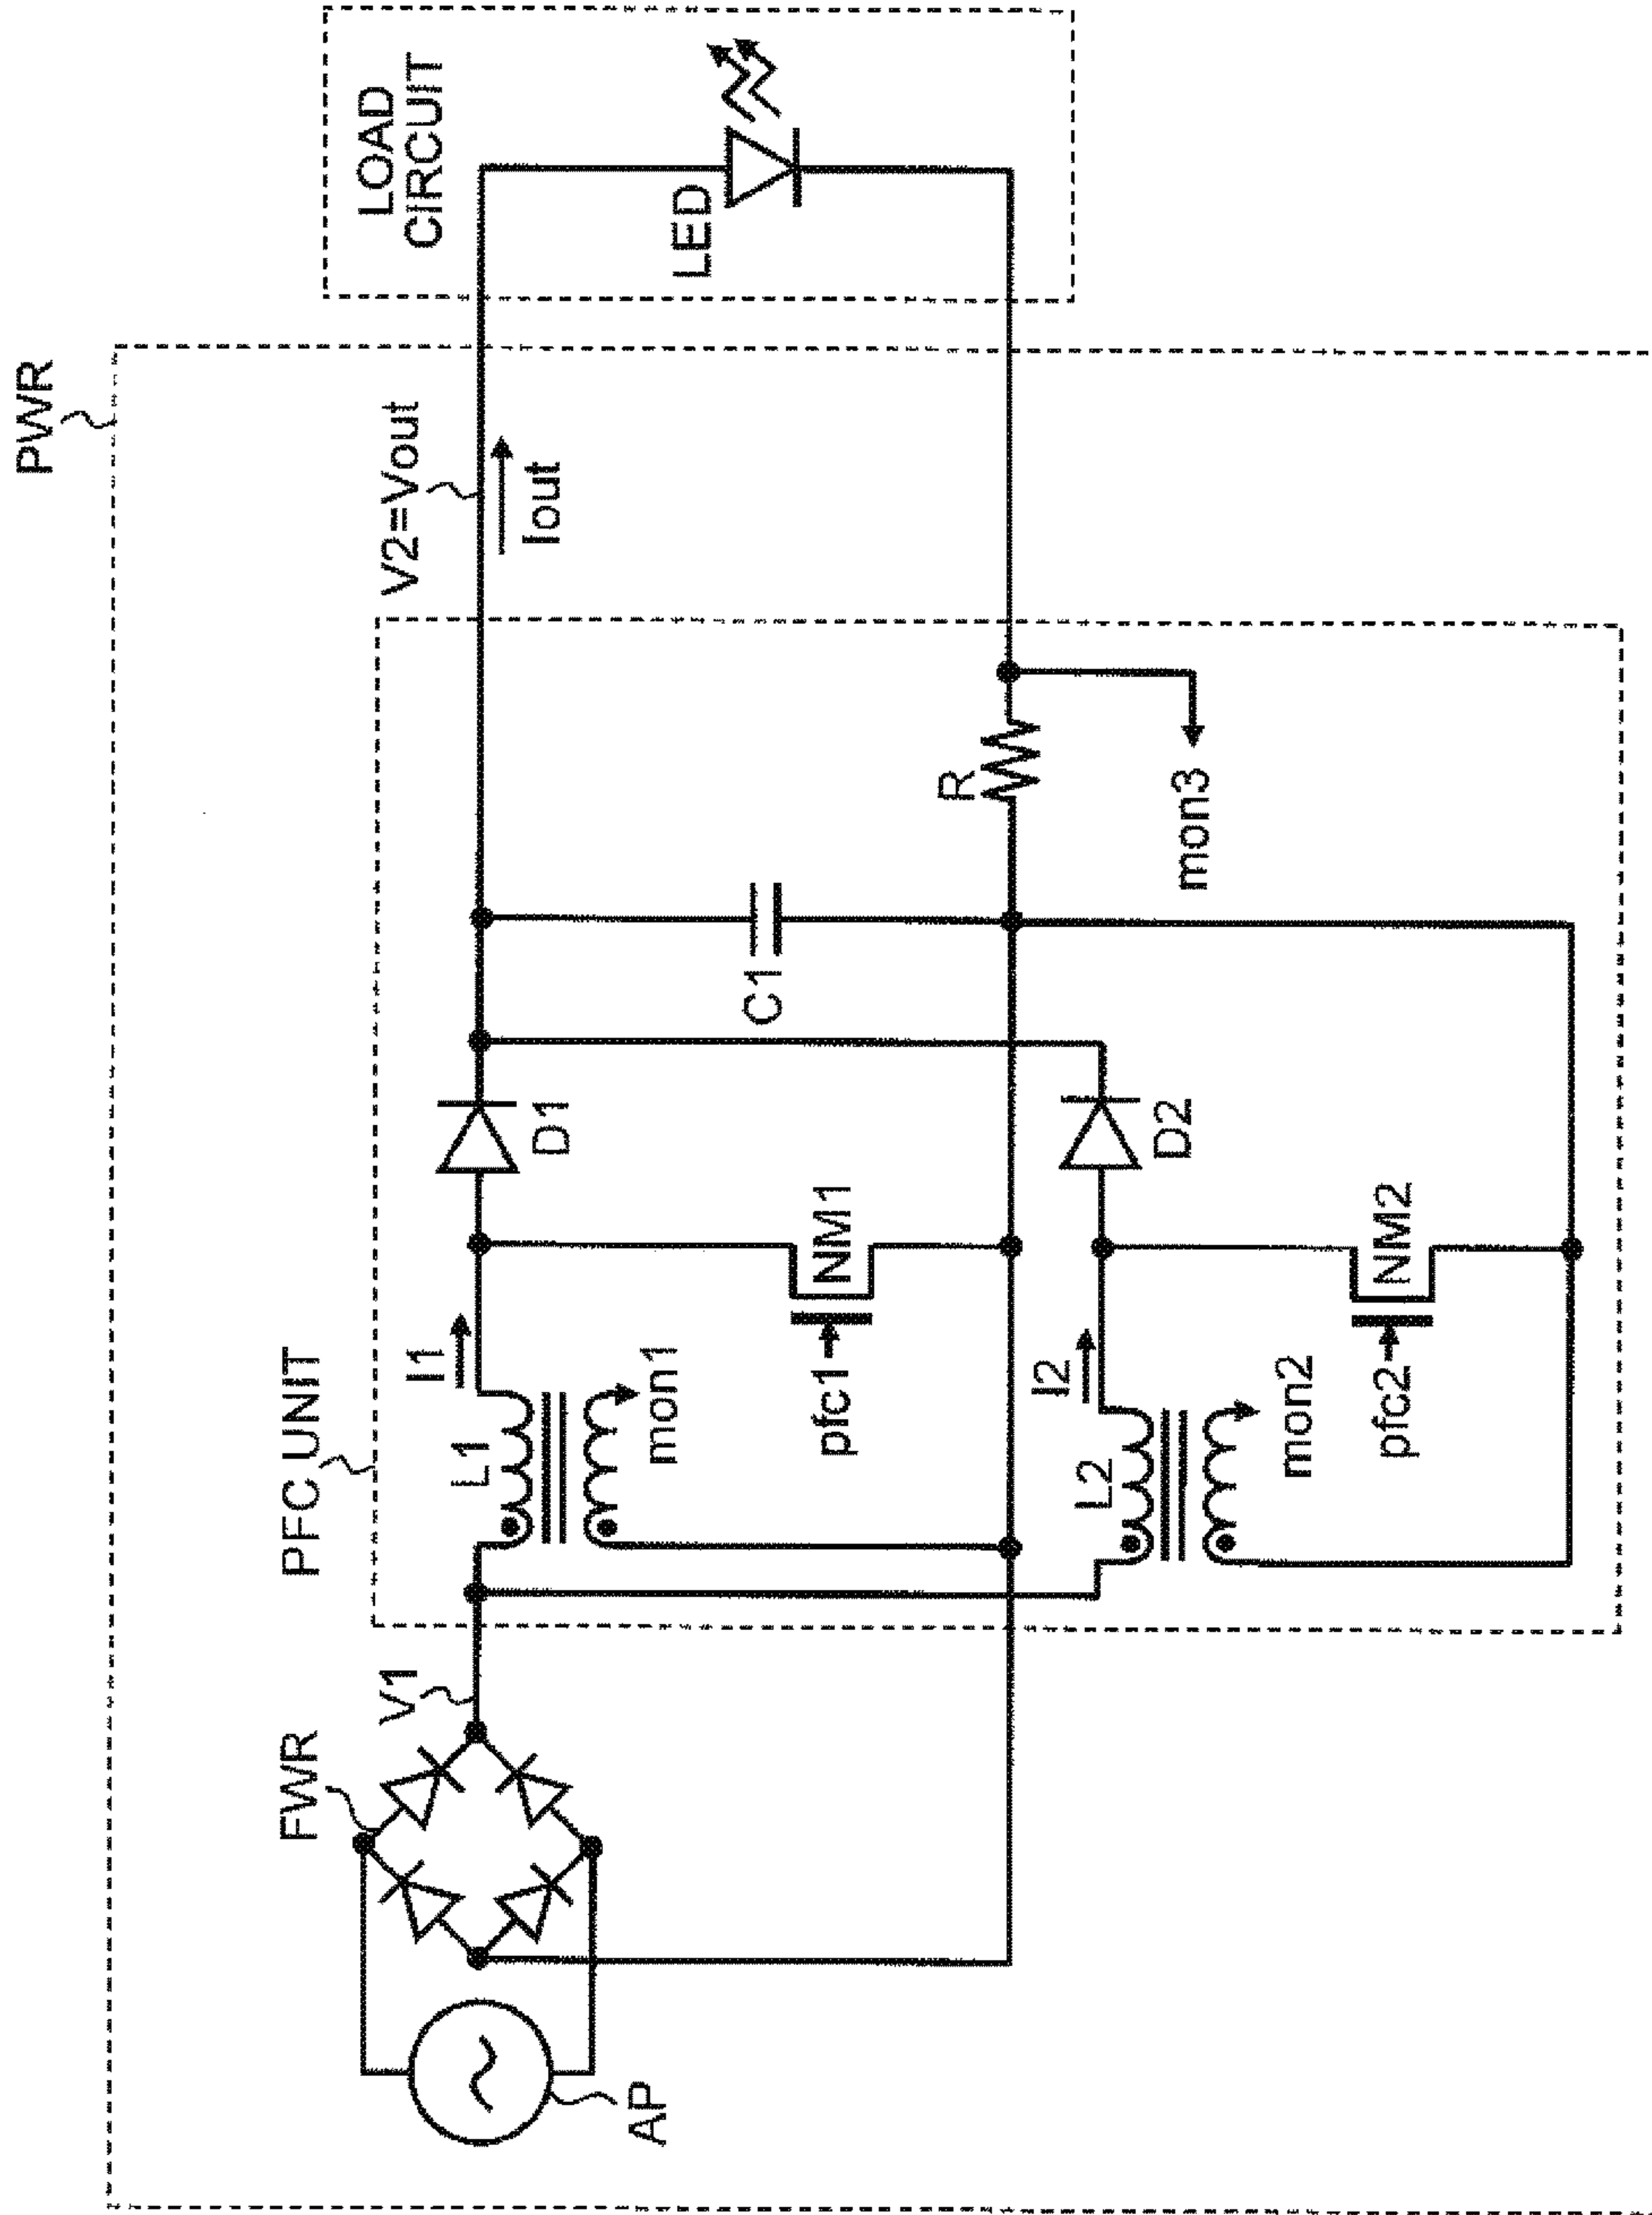 PWR
LOAD
CIRCUIT
V2=Vout
Iout
LED
PFC UNIT
FWR
V1
L1
I1
D1
C1
R
mon1
pfc1
NM1
mon3
AP
L2
I2
D2
mon2
pfc2
NM2